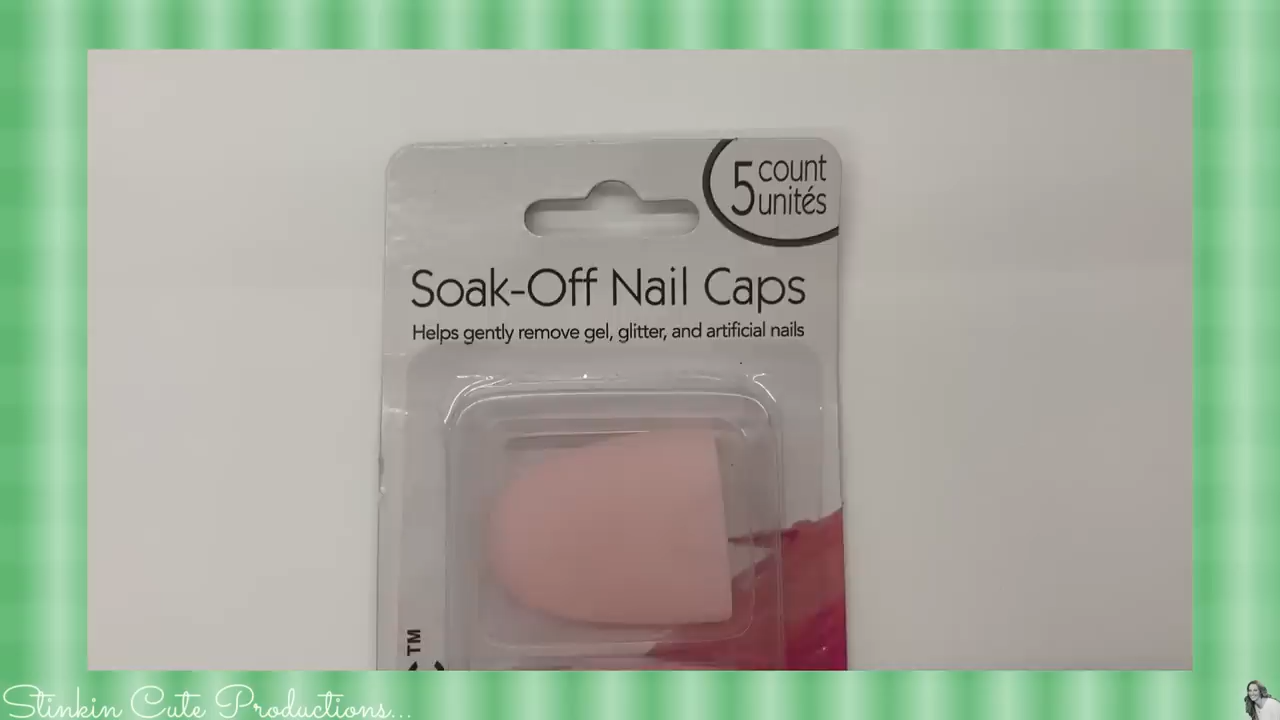 5 count
unités
Soak-Off Nail Caps
Helps gently remove gel, glitter, and artificial nails
TM
Stinkin Cute Productions...